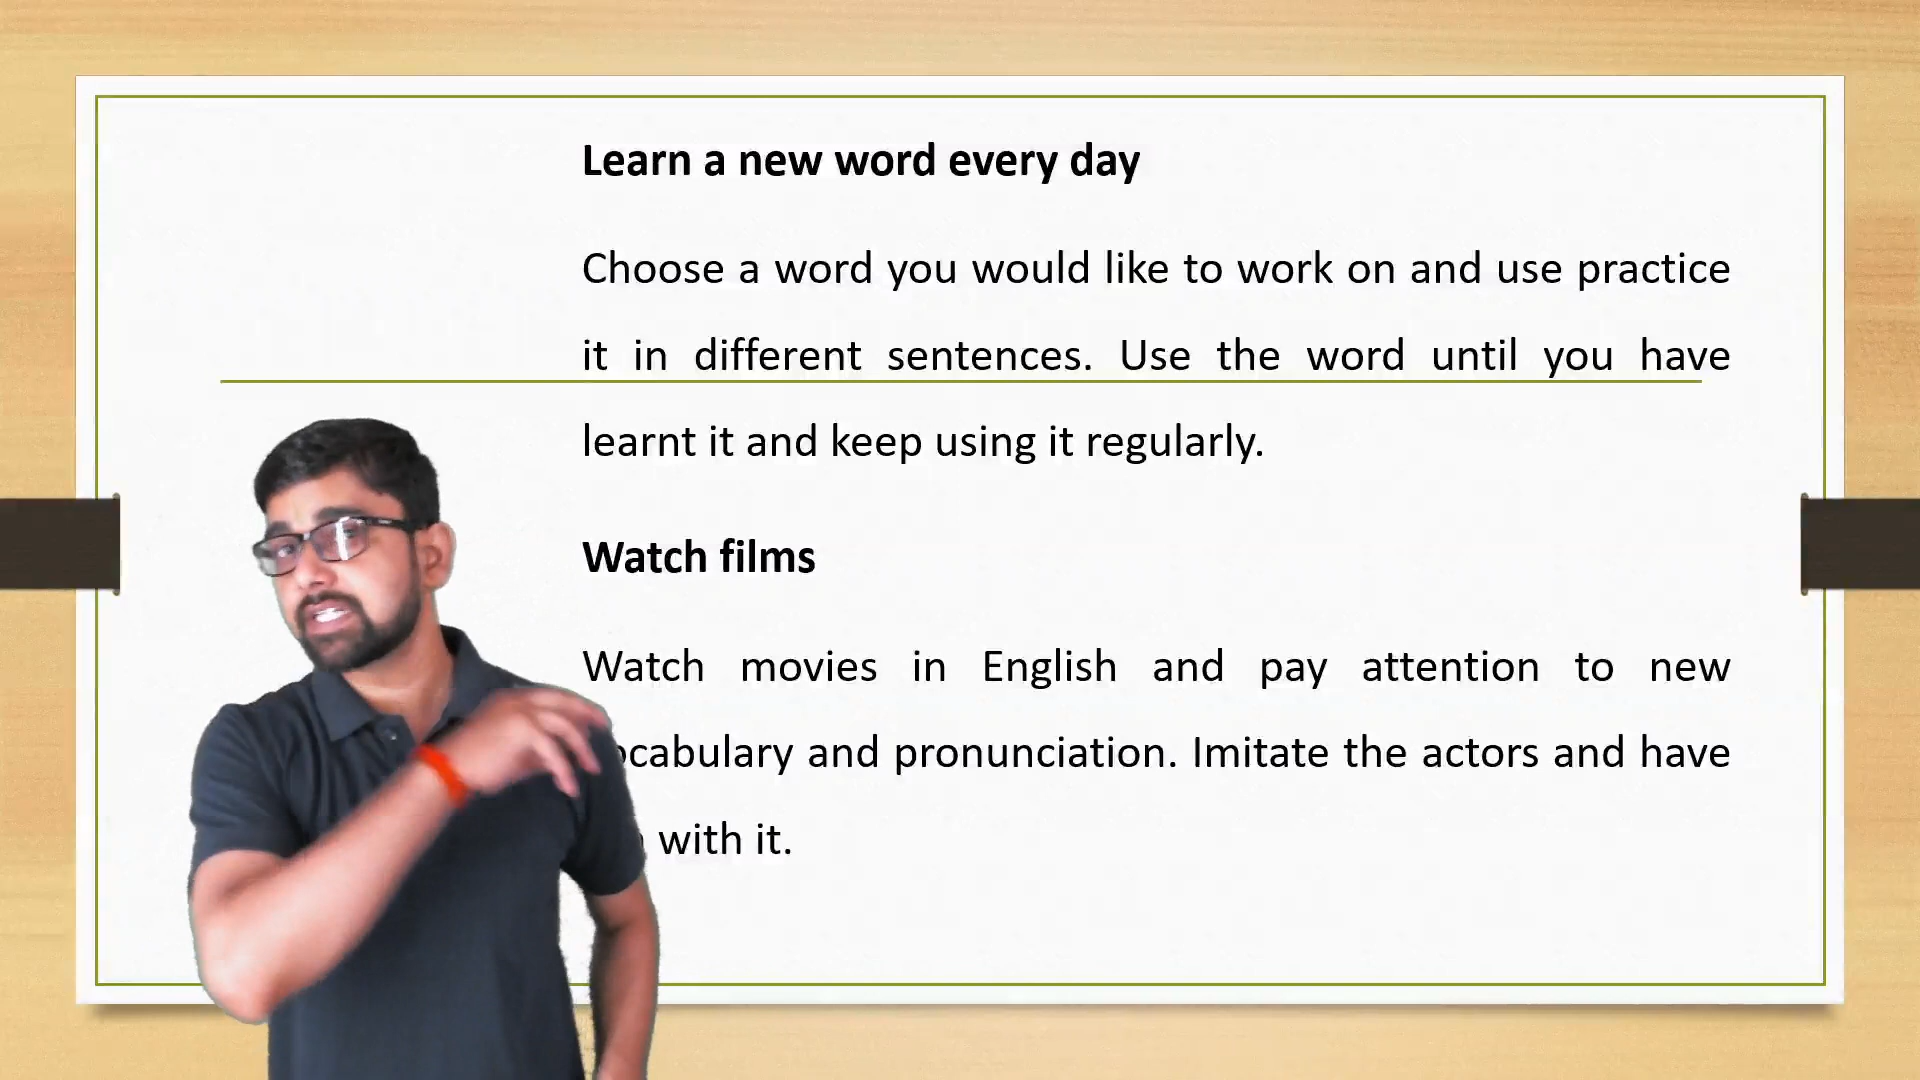 Learn a new word every day
Choose a word you would like to work on and use practice
it in different sentences. Use the word until you have
learnt it and keep using it regularly.
Watch films
Watch movies in English and pay attention to new
and pronunciation. Imitate the actors and have
with it.